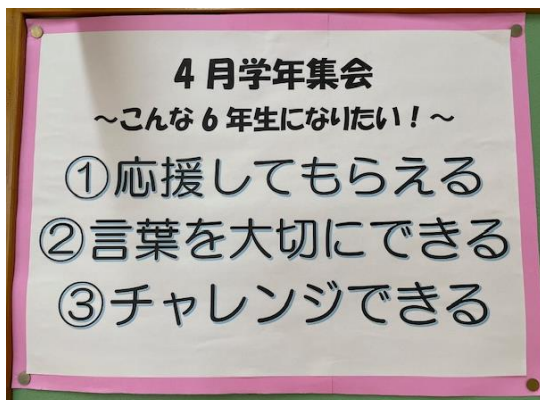 4月学年集会
～こんな6年生になりたい！～
①応援してもらえる
②言葉を大切にできる
③チャレンジできる